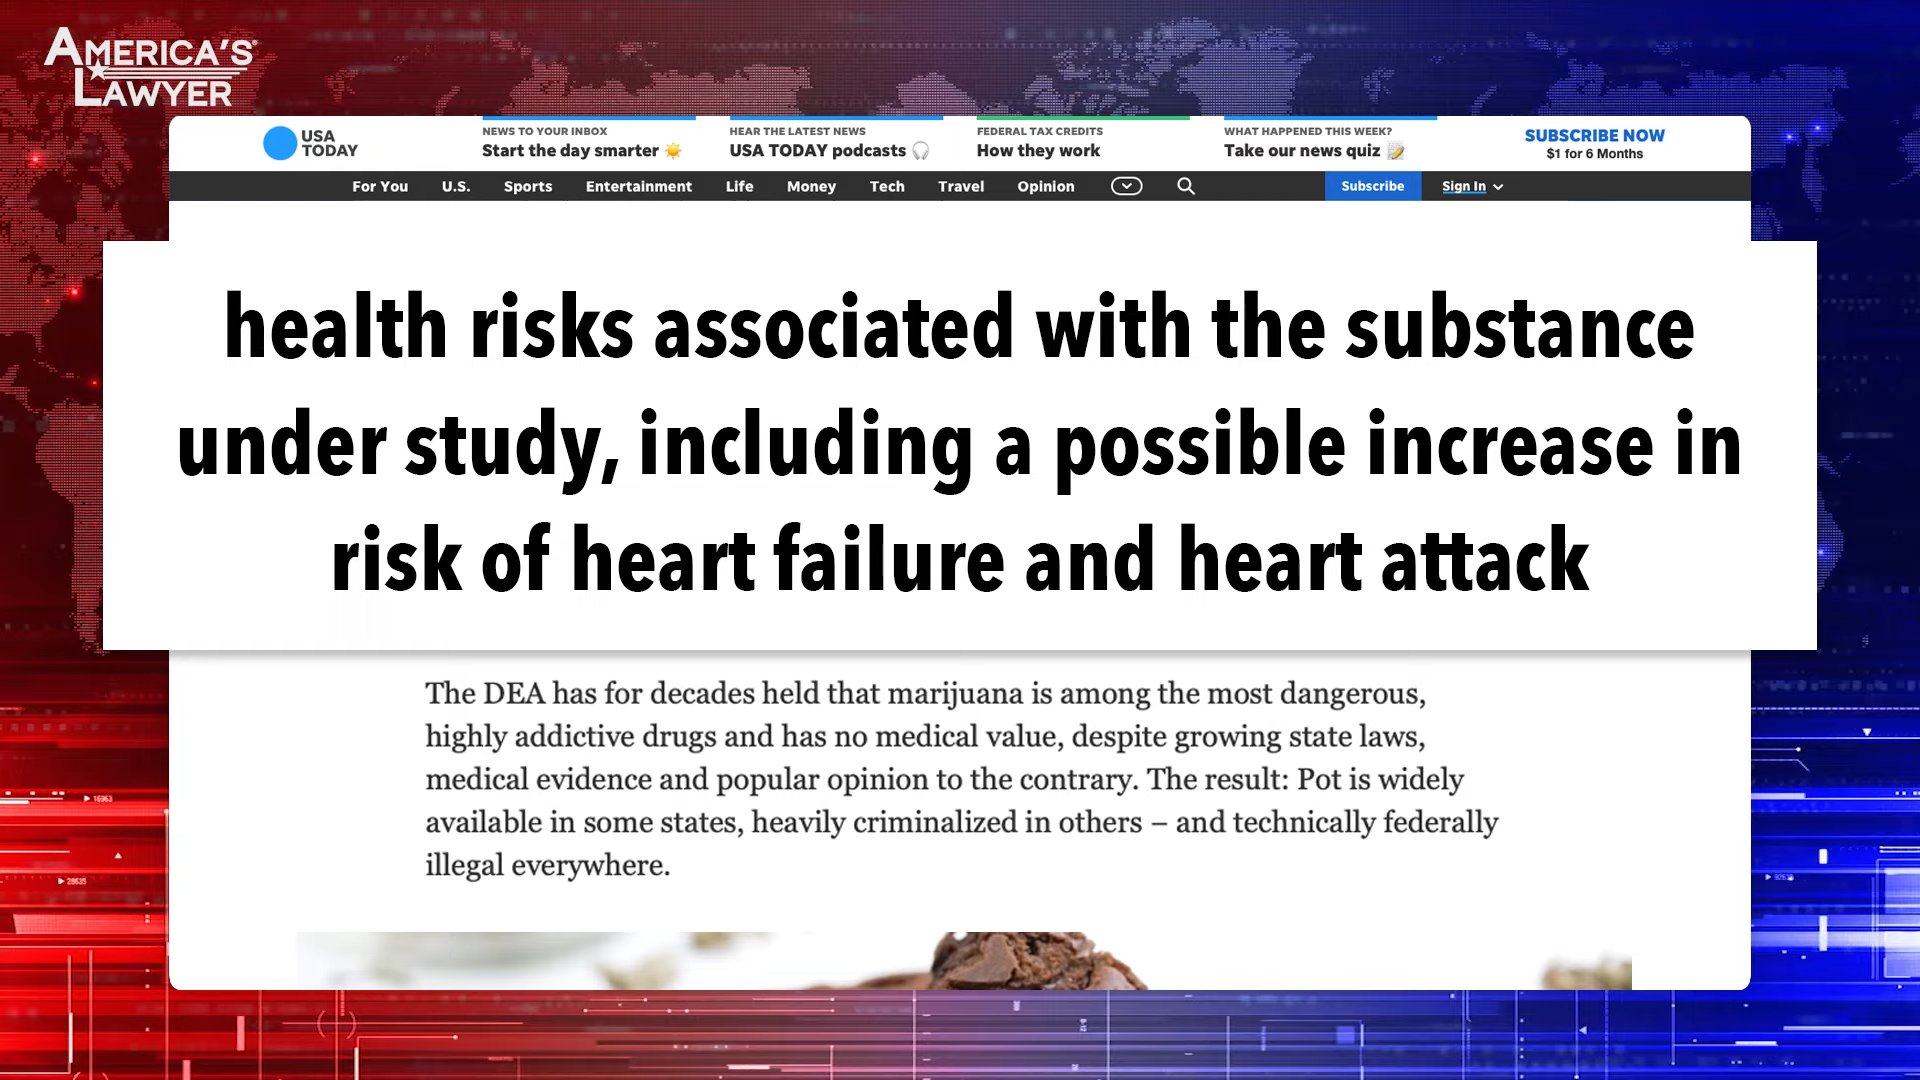 AMERICA'S
LAWYER
USA
TODAY
NEWS TO YOUR INBOX
Start the day smarter
HEAR THE LATEST NEWS
USA TODAY podcasts
FEDERAL TAX CREDITS
How they work
WHAT HAPPENED THIS WEEK?
Take our news quiz
SUBSCRIBE NOW
$1 for 6 Months
For You U.S. Sports Entertainment Life Money Tech Travel Opinion Subscribe Sign In
health risks associated with the substance
under study, including a possible increase in
risk of heart failure and heart attack
The DEA has for decades held that marijuana is among the most dangerous,
highly addictive drugs and has no medical value, despite growing state laws,
medical evidence and popular opinion to the contrary. The result: Pot is widely
available in some states, heavily criminalized in others – and technically federally
illegal everywhere.
16963
28635